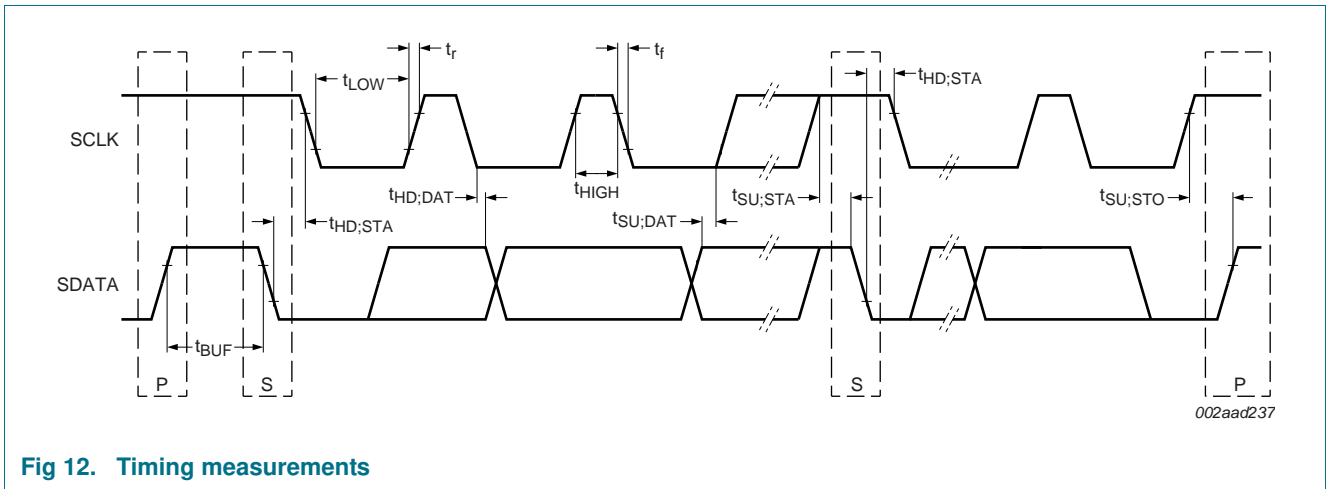 tr
tf
tHD;STA
tLOW
SCLK
tHD;DAT
tHIGH
tSU;STA
tSU;STO
tHD;STA
tSU;DAT
SDATA
tBUF
P
S
S
P
002aad237
Fig 12. Timing measurements